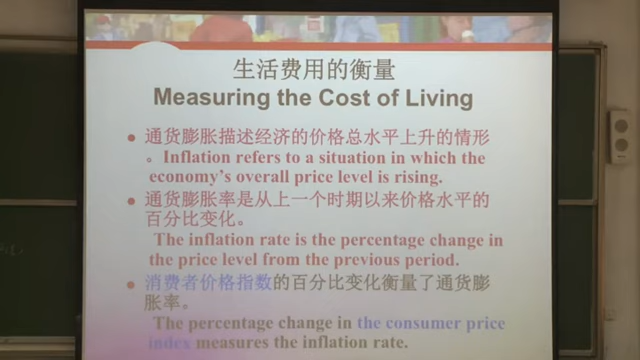 生活费用的衡量
Measuring the Cost of Living
通货膨胀描述经济的价格总水平上升的情形
。Inflation refers to a situation in which the
economy's overall price level is rising.
通货膨胀率是从上一个时期以来价格水平的
百分比变化。
The inflation rate is the percentage change in
the price level from the previous period.
消费者价格指数的百分比变化衡量了通货膨
胀率。
The percentage change in the consumer price
index measures the inflation rate.